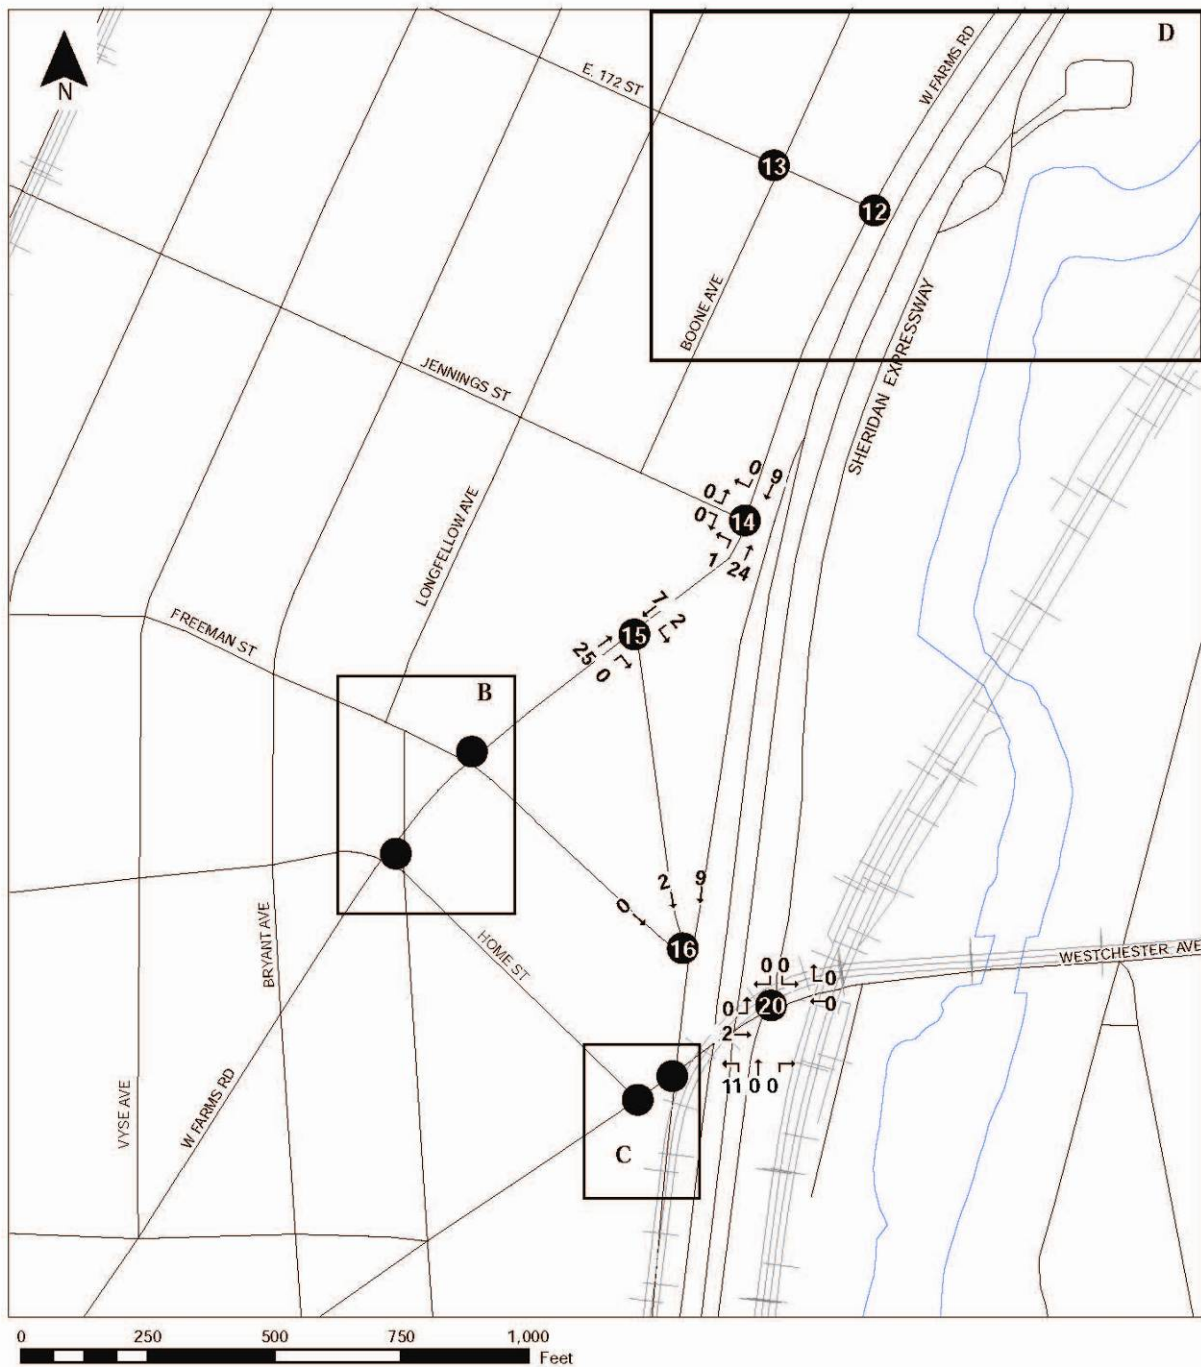 D
W FARMS RD
E. 172 ST
N
13
12
BOONE AVE
SHERIDAN EXPRESSWAY
JENNINGS ST
LONGFELLOW AVE
0 0 9
0
14
1 24
FREEMAN ST
7 2
15
25 0
B
2 9
0
16
HOME ST
BRYANT AVE
WESTCHESTER AVE
0 0 0
0 20 0
2
11 0 0
C
VYSE AVE
W FARMS RD
0 250 500 750 1,000
Feet